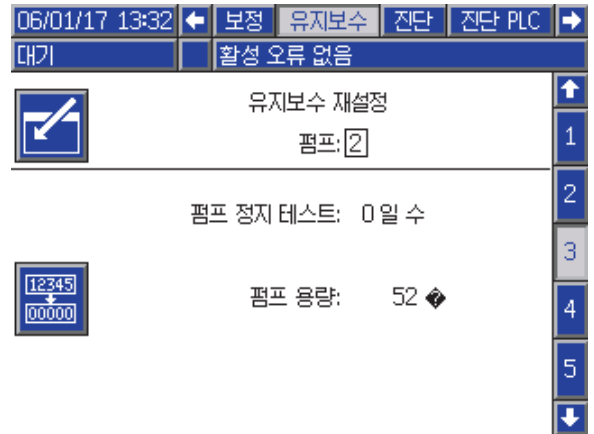 06/01/17 13:32 보정 유지보수 진단 진단 PLC
대기 활성 오류 없음
유지보수 재설정
펌프: 2
1
펌프 정지 테스트: 0 일 수
2
3
12345
00000
펌프 용량: 52 �
4
5